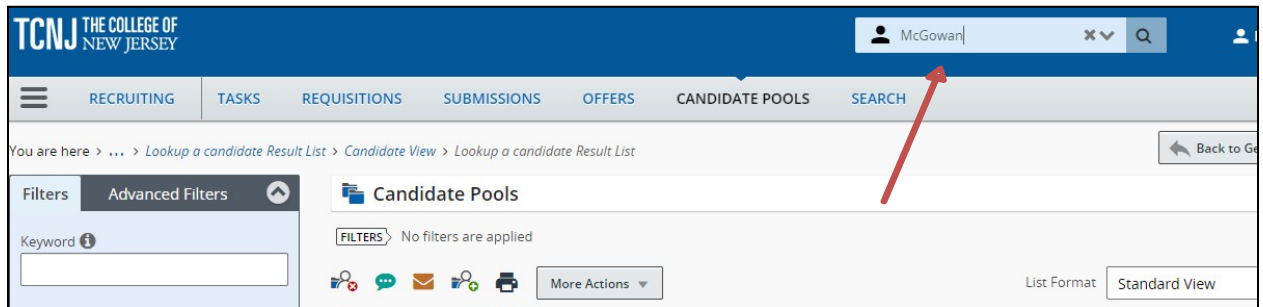 TCNJ THE COLLEGE OF
NEW JERSEY
McGowan
RECRUITING TASKS REQUISITIONS SUBMISSIONS OFFERS CANDIDATE POOLS SEARCH
You are here > ... > Lookup a candidate Result List > Candidate View > Lookup a candidate Result List
Back to Ge
Filters Advanced Filters
Candidate Pools
Keyword
FILTERS No filters are applied
More Actions
List Format Standard View